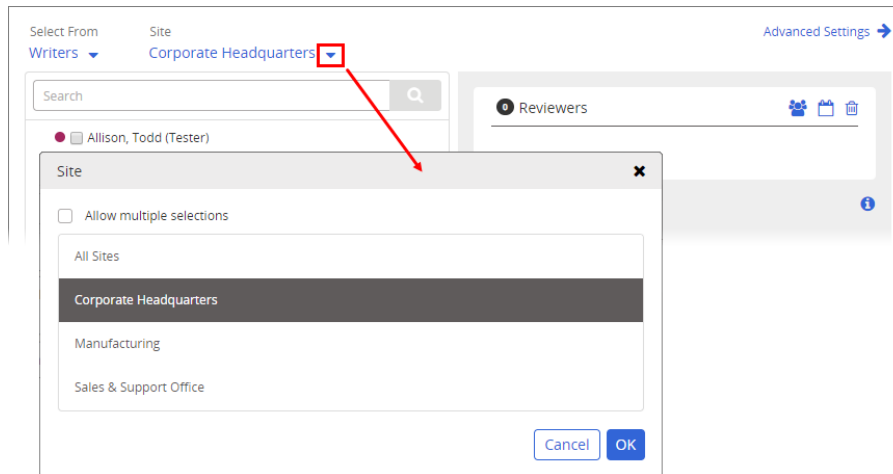 Select From Site Advanced Settings
Writers Corporate Headquarters
Search
0 Reviewers
Allison, Todd (Tester)
Site
Allow multiple selections
All Sites
Corporate Headquarters
Manufacturing
Sales & Support Office
Cancel OK